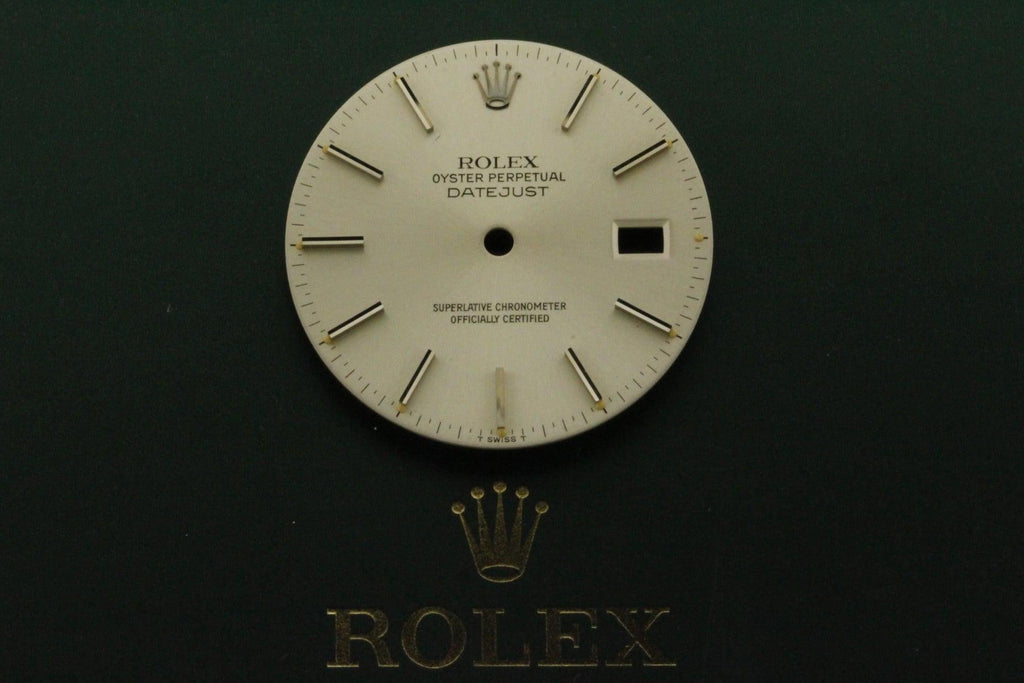 ROLEX
OYSTER PERPETUAL
DATEJUST
SUPERLATIVE CHRONOMETER
OFFICIALLY CERTIFIED
T SWISS T
ROLEX